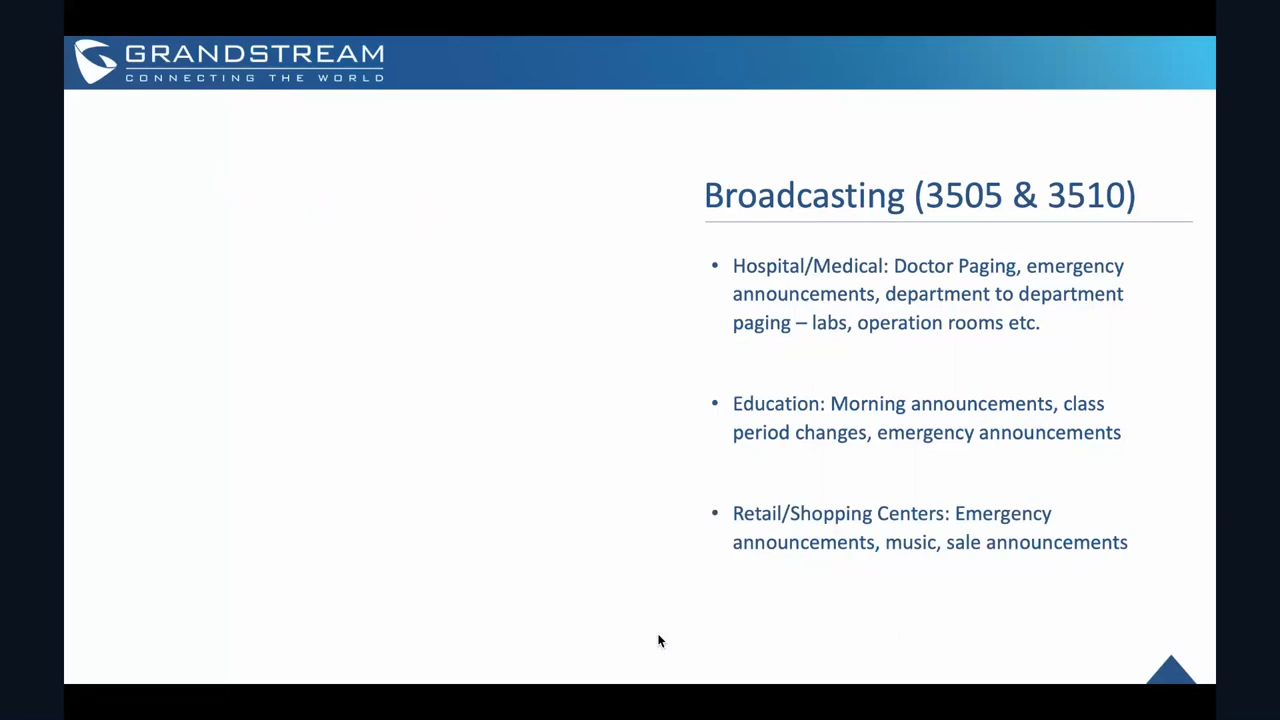 GRANDSTREAM
CONNECTING THE WORLD
Broadcasting (3505 & 3510)
• Hospital/Medical: Doctor Paging, emergency
announcements, department to department
paging – labs, operation rooms etc.
• Education: Morning announcements, class
period changes, emergency announcements
• Retail/Shopping Centers: Emergency
announcements, music, sale announcements